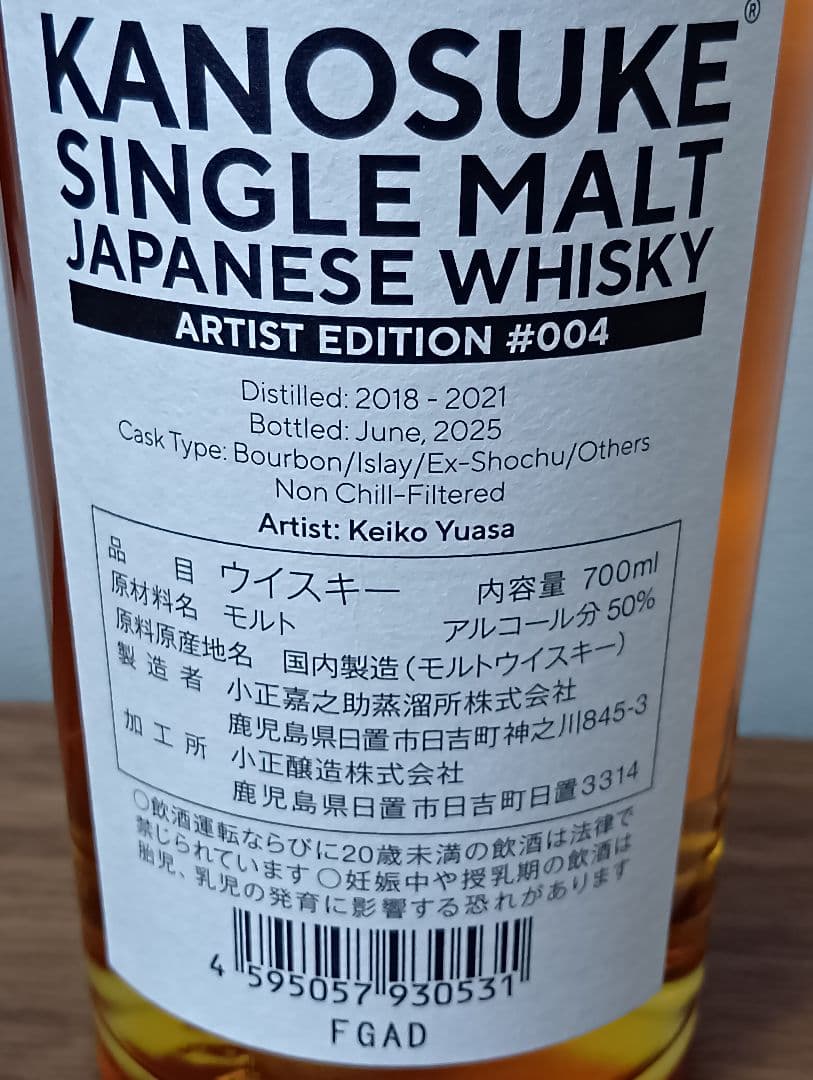 KANOSUKE®
SINGLE MALT
JAPANESE WHISKY
ARTIST EDITION #004
Distilled: 2018 - 2021
Bottled: June, 2025
Cask Type: Bourbon/Islay/Ex-Shochu/Others
Non Chill-Filtered
Artist: Keiko Yuasa
品目 ウイスキー 内容量 700ml
原材料名 モルト アルコール分 50%
原料原産地名 国内製造（モルトウイスキー）
製造者 小正嘉之助蒸溜所株式会社
鹿児島県日置市日吉町神之川845-3
加工所 小正醸造株式会社
鹿児島県日置市日吉町日置3314
○飲酒運転ならびに20歳未満の飲酒は法律で
禁じられています ○妊娠中や授乳期の飲酒は
胎児、乳児の発育に影響する恐れがあります
4 595057 930531
FGAD